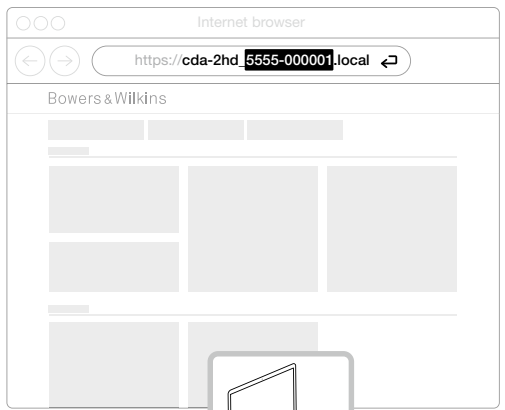 Internet browser
https://cda-2hd_5555-000001.local
Bowers & Wilkins